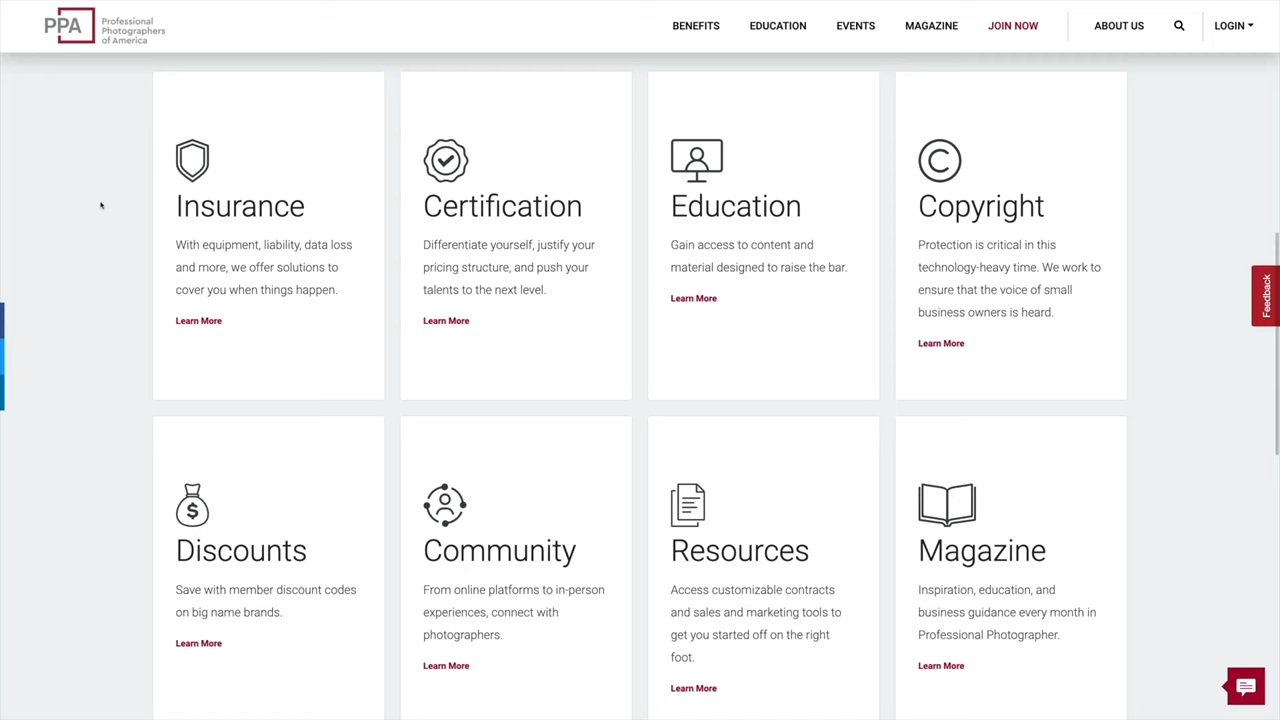 PPA
Professional
Photographers
of America
BENEFITS
EDUCATION
EVENTS
MAGAZINE
JOIN NOW
ABOUT US
LOGIN
Insurance
With equipment, liability, data loss
and more, we offer solutions to
cover you when things happen.
Learn More
Certification
Differentiate yourself, justify your
pricing structure, and push your
talents to the next level.
Learn More
Education
Gain access to content and
material designed to raise the bar.
Learn More
Copyright
Protection is critical in this
technology-heavy time. We work to
ensure that the voice of small
business owners is heard.
Learn More
Feedback
Discounts
Save with member discount codes
on big name brands.
Learn More
Community
From online platforms to in-person
experiences, connect with
photographers.
Learn More
Resources
Access customizable contracts
and sales and marketing tools to
get you started off on the right
foot.
Learn More
Magazine
Inspiration, education, and
business guidance every month in
Professional Photographer.
Learn More